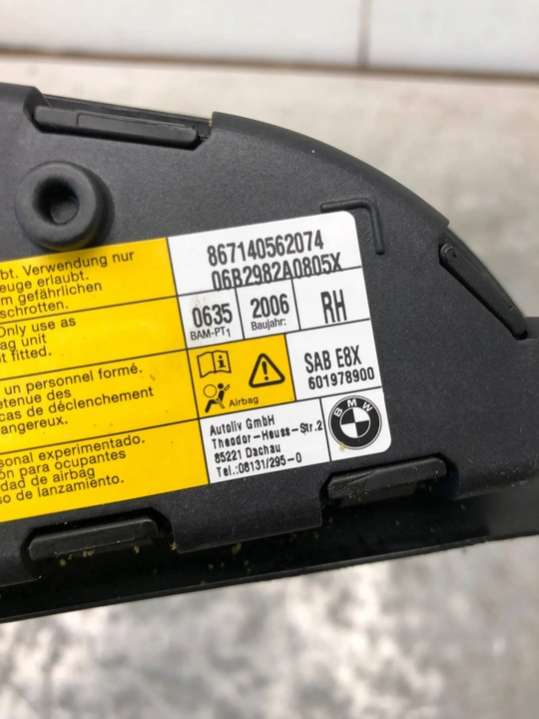 bt. Verwendung nur
euge erlaubt.
m gefährlichen
schrotten.
Only use as
ag unit
t fitted.
un personnel formé.
etenue des
cas de déclenchement
angereux.
sonal experimentado.
ón para ocupantes
dad de airbag
so de lanzamiento.
867140562074
06B2982A0805X
0635
BAM-PT1
2006
Baujahr:
RH
Airbag
SAB E8X
601978900
Autoliv GmbH
Theodor-Heuss-Str.2
85221 Dachau
Tel.:08131/295-0
BMW